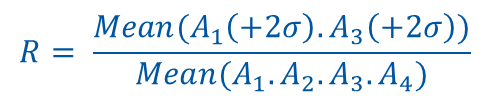 R = Mean(A₁(+2σ).A₃(+2σ)) / Mean(A₁.A₂.A₃.A₄)